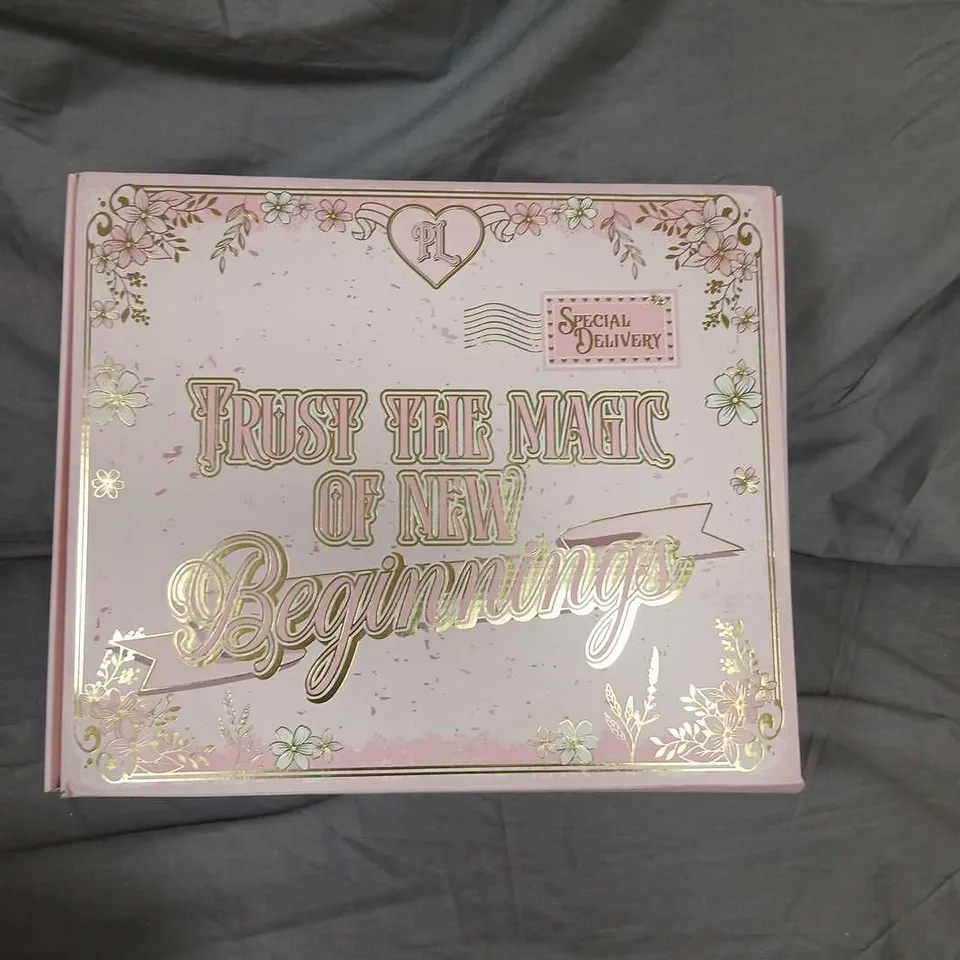 PL
SPECIAL
DELIVERY
TRUST THE MAGIC
OF NEW
Beginnings